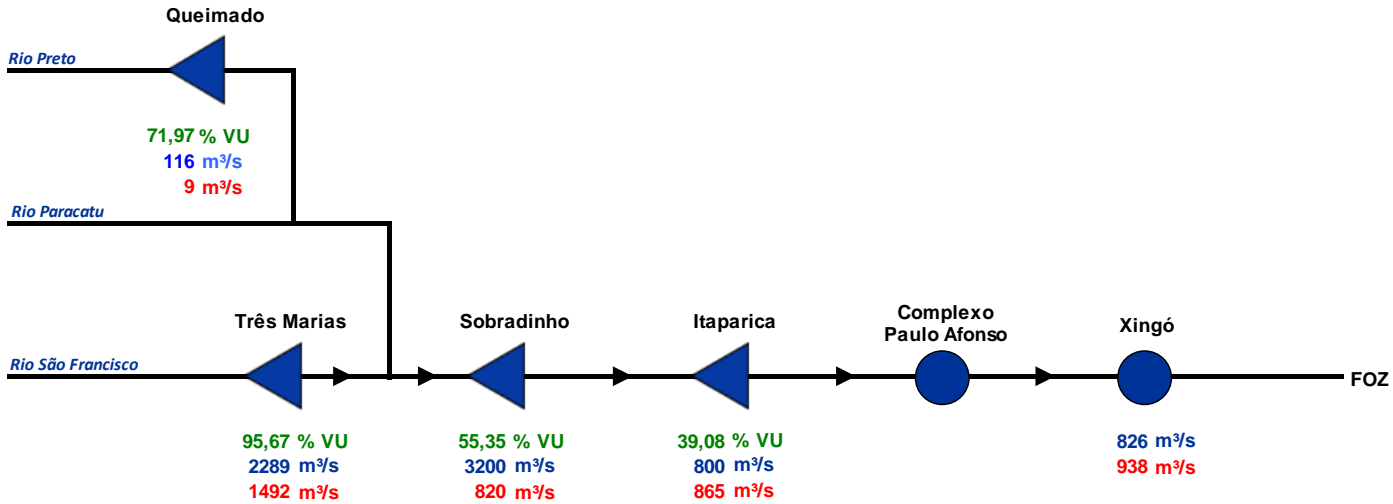 Queimado
Rio Preto
71,97 % VU
116 m³/s
9 m³/s
Rio Paracatu
Três Marias
Sobradinho
Itaparica
Complexo
Paulo Afonso
Xingó
Rio São Francisco
FOZ
95,67 % VU
2289 m³/s
1492 m³/s
55,35 % VU
3200 m³/s
820 m³/s
39,08 % VU
800 m³/s
865 m³/s
826 m³/s
938 m³/s